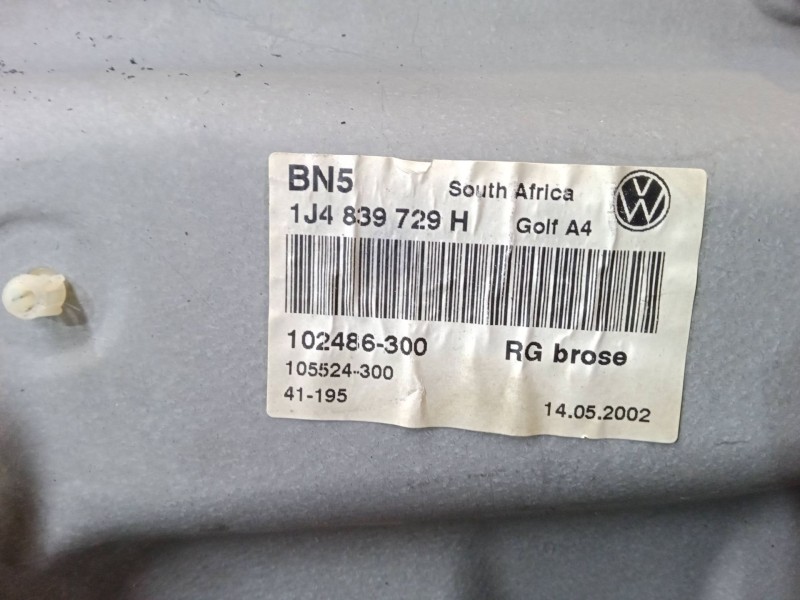 BN5 South Africa
1J4 839 729 H Golf A4
102486-300 RG brose
105524-300
41-195 14.05.2002